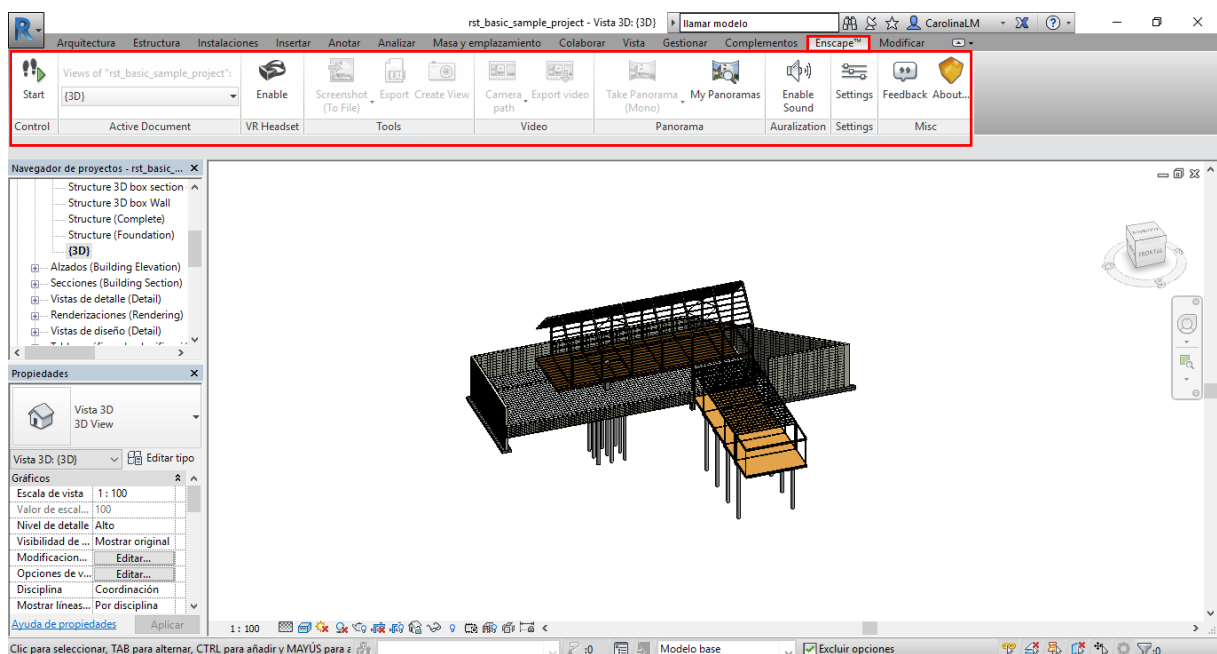 rst_basic_sample_project - Vista 3D: {3D}
llamar modelo
CarolinaLM
Arquitectura Estructura Instalaciones Insertar Anotar Analizar Masa y emplazamiento Colaborar Vista Gestionar Complementos Enscape™ Modificar
Start
Views of "rst_basic_sample_project":
{3D}
Enable
Screenshot (To File)
Export
Create View
Camera path
Export video
Take Panorama (Mono)
My Panoramas
Enable Sound
Settings
Feedback
About...
Control Active Document VR Headset Tools Video Panorama Auralization Settings Misc
Navegador de proyectos - rst_basic_...
Structure 3D box section
Structure 3D box Wall
Structure (Complete)
Structure (Foundation)
{3D}
Alzados (Building Elevation)
Secciones (Building Section)
Vistas de detalle (Detail)
Renderizaciones (Rendering)
Vistas de diseño (Detail)
FRONTAL
Propiedades
Vista 3D
3D View
Vista 3D: {3D}
Editar tipo
Gráficos
Escala de vista 1 : 100
Valor de escal... 100
Nivel de detalle Alto
Visibilidad de ... Mostrar original
Modificacion... Editar...
Opciones de v... Editar...
Disciplina Coordinación
Mostrar líneas... Por disciplina
Ayuda de propiedades Aplicar
1 : 100
Clic para seleccionar, TAB para alternar, CTRL para añadir y MAYÚS para
:0
Modelo base
Excluir opciones
:0